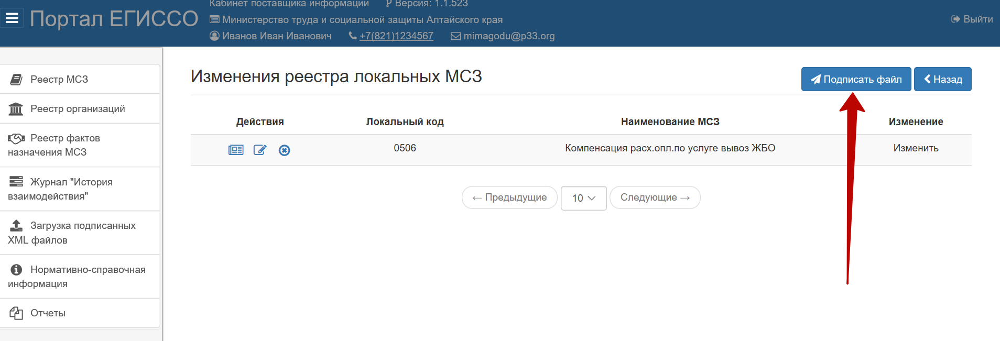 Кабинет поставщика информации Версия: 1.1.523
Портал ЕГИССО
Министерство труда и социальной защиты Алтайского края
Выйти
Иванов Иван Иванович +7(821)1234567 mimagodu@p33.org
Реестр МСЗ
Реестр организаций
Реестр фактов
назначения МСЗ
Журнал "История
взаимодействия"
Загрузка подписанных
XML файлов
Нормативно-справочная
информация
Отчеты
Изменения реестра локальных МСЗ
Подписать файл
Назад
Действия Локальный код Наименование МСЗ Изменение
0506 Компенсация расх.опл.по услуге вывоз ЖБО Изменить
← Предыдущие 10 Следующие →